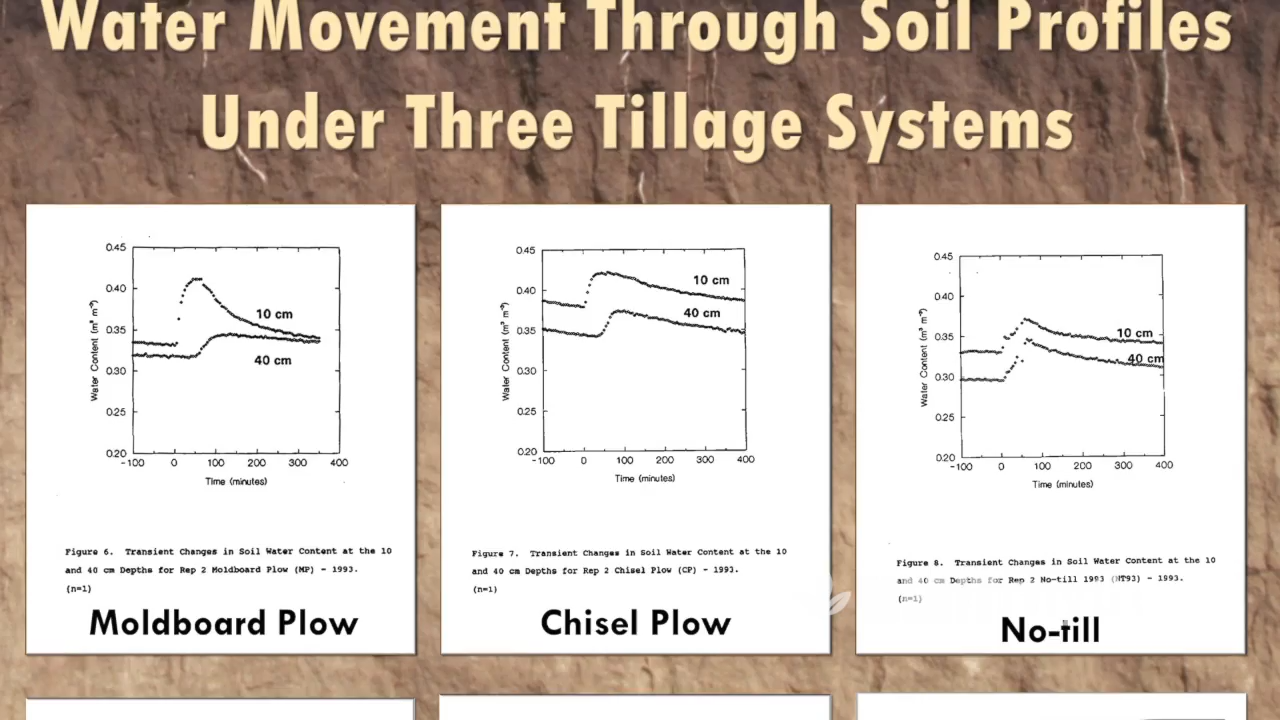 Water Movement Through Soil Profiles
Under Three Tillage Systems
0.45
0.40
0.35
0.30
0.25
0.20
Water Content (m³ m⁻³)
10 cm
40 cm
-100 0 100 200 300 400
Time (minutes)
Figure 6. Transient Changes in Soil Water Content at the 10
and 40 cm Depths for Rep 2 Moldboard Plow (MP) - 1993.
(n=1)
Moldboard Plow
0.45
0.40
0.35
0.30
0.25
0.20
Water Content (m³ m⁻³)
10 cm
40 cm
-100 0 100 200 300 400
Time (minutes)
Figure 7. Transient Changes in Soil Water Content at the 10
and 40 cm Depths for Rep 2 Chisel Plow (CP) - 1993.
(n=1)
Chisel Plow
0.45
0.40
0.35
0.30
0.25
0.20
Water Content (m³ m⁻³)
10 cm
40 cm
-100 0 100 200 300 400
Time (minutes)
Figure 8. Transient Changes in Soil Water Content at the 10
and 40 cm Depths for Rep 2 No-till 1993 (NT93) - 1993.
(n=1)
No-till